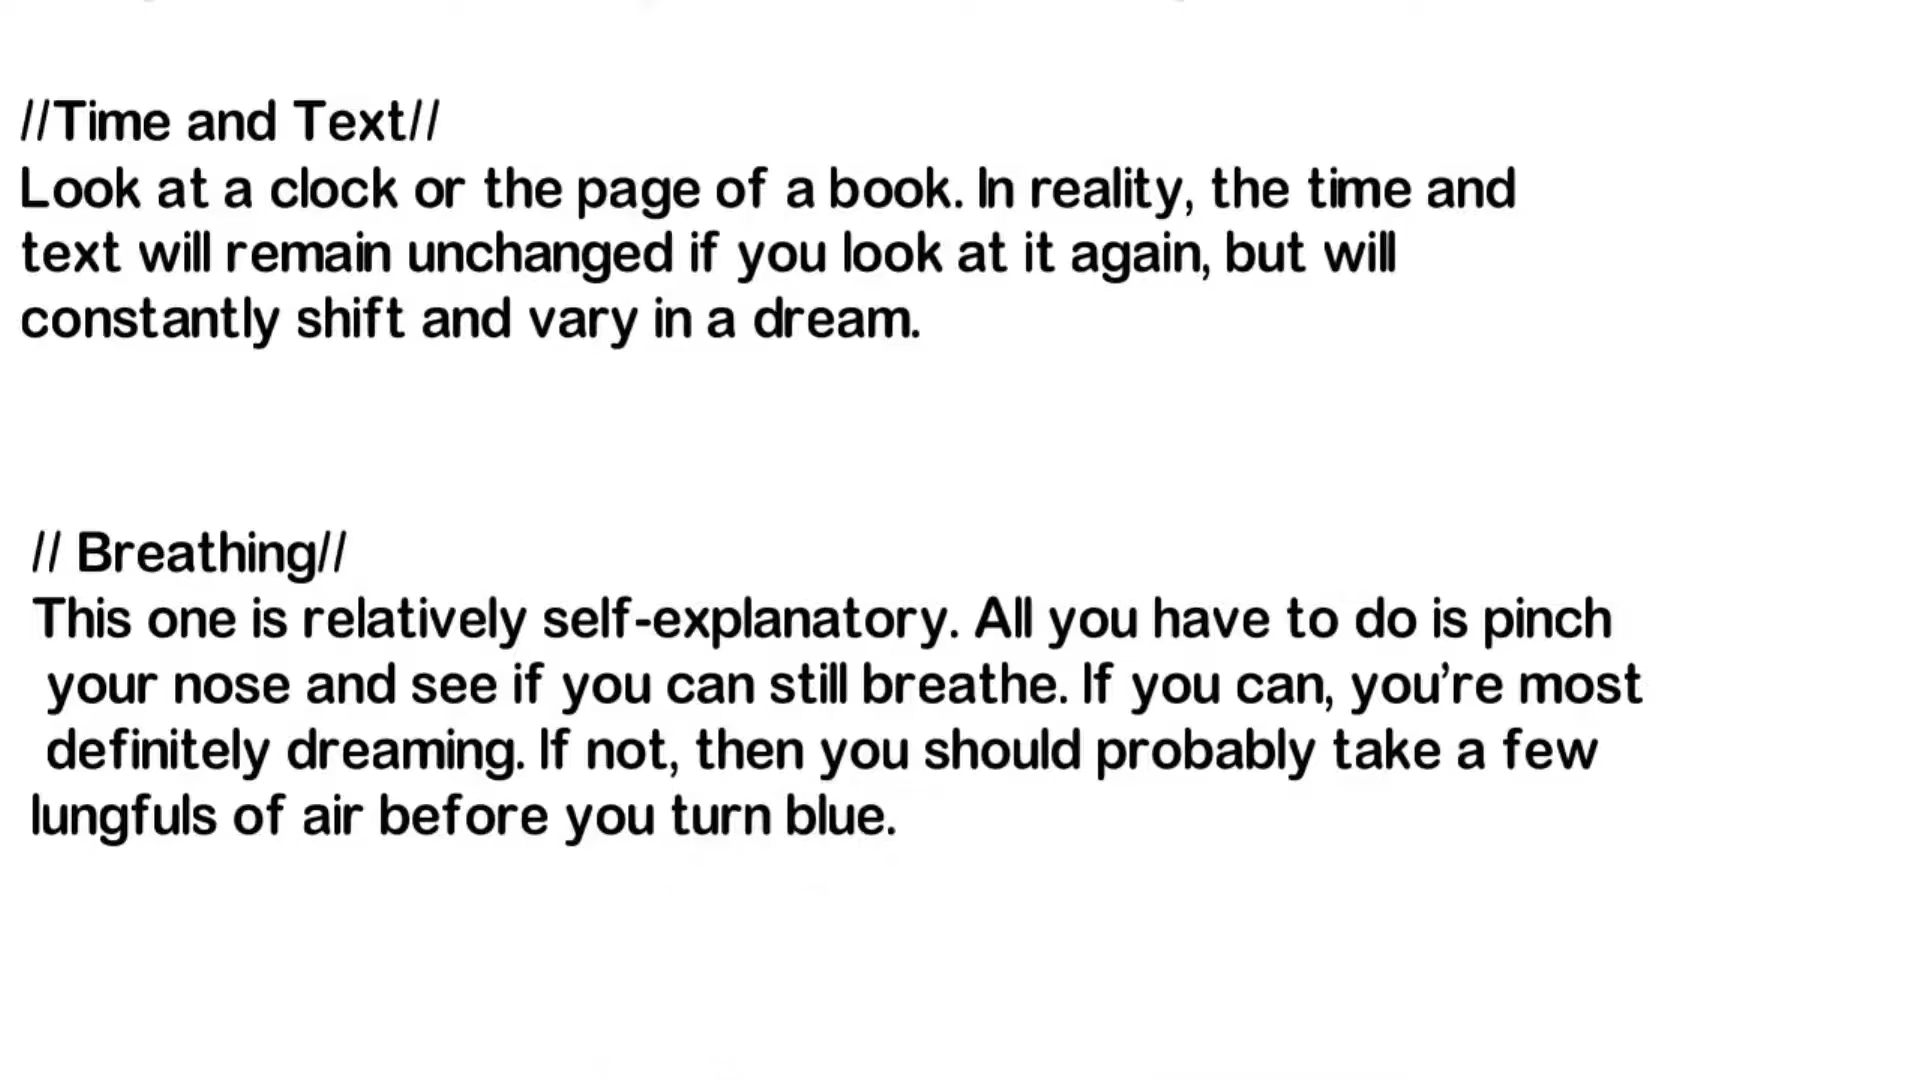 //Time and Text//
Look at a clock or the page of a book. In reality, the time and
text will remain unchanged if you look at it again, but will
constantly shift and vary in a dream.
// Breathing//
This one is relatively self-explanatory. All you have to do is pinch
your nose and see if you can still breathe. If you can, you’re most
definitely dreaming. If not, then you should probably take a few
lungfuls of air before you turn blue.